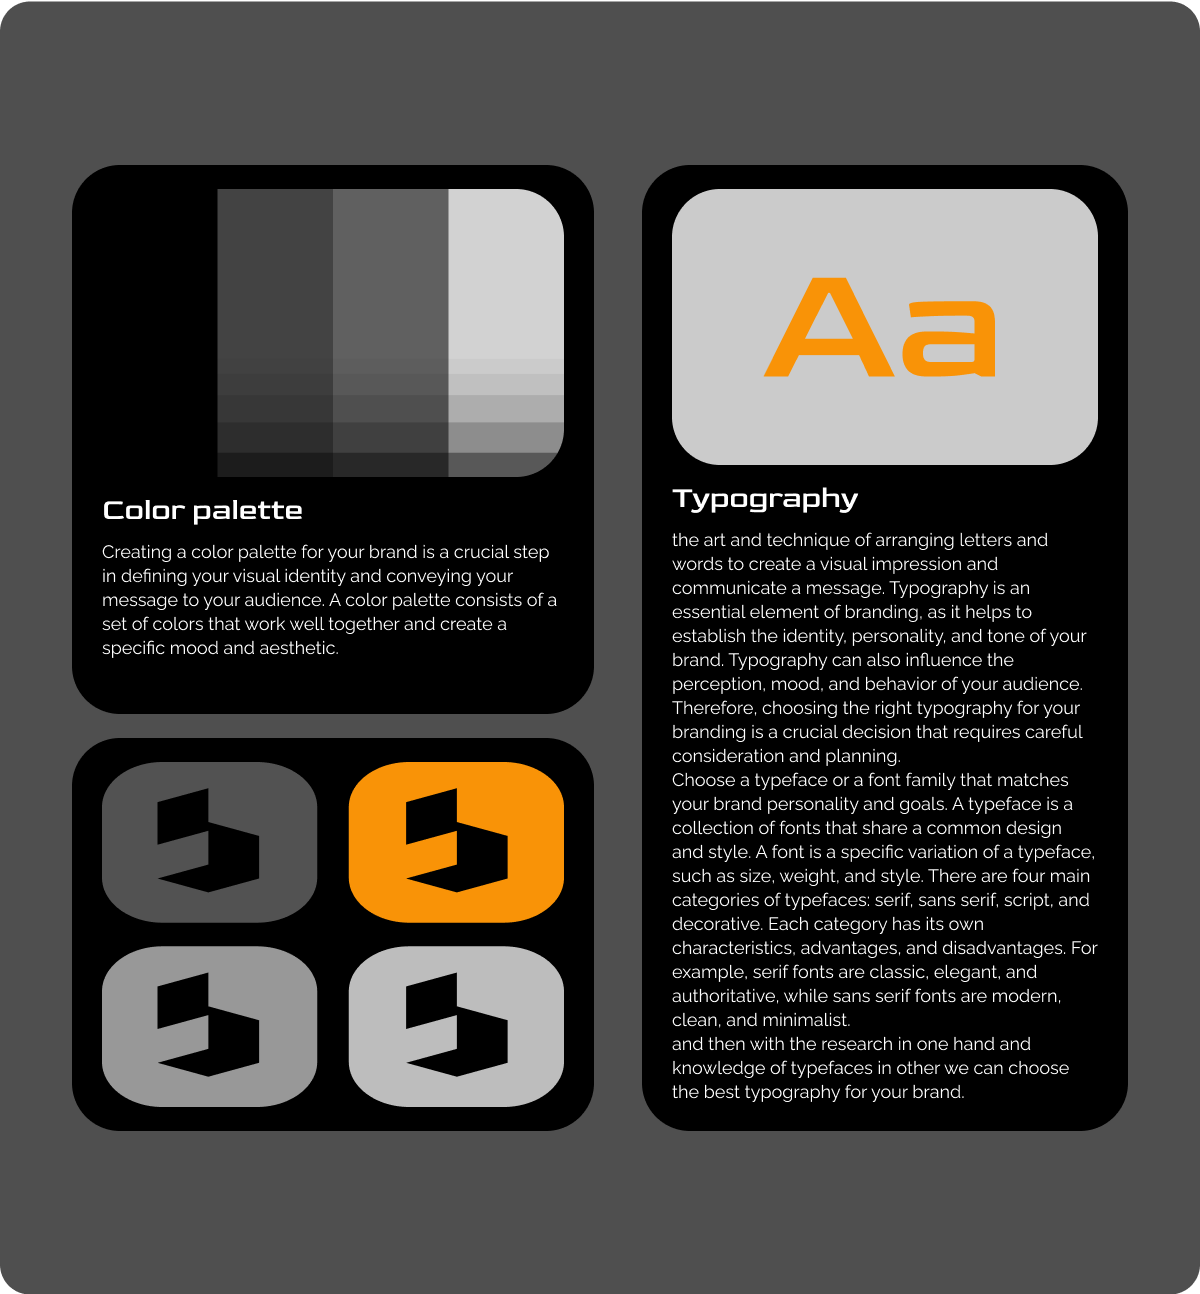 Color palette
Creating a color palette for your brand is a crucial step
in defining your visual identity and conveying your
message to your audience. A color palette consists of a
set of colors that work well together and create a
specific mood and aesthetic.
Aa
Typography
the art and technique of arranging letters and
words to create a visual impression and
communicate a message. Typography is an
essential element of branding, as it helps to
establish the identity, personality, and tone of your
brand. Typography can also influence the
perception, mood, and behavior of your audience.
Therefore, choosing the right typography for your
branding is a crucial decision that requires careful
consideration and planning.
Choose a typeface or a font family that matches
your brand personality and goals. A typeface is a
collection of fonts that share a common design
and style. A font is a specific variation of a typeface,
such as size, weight, and style. There are four main
categories of typefaces: serif, sans serif, script, and
decorative. Each category has its own
characteristics, advantages, and disadvantages. For
example, serif fonts are classic, elegant, and
authoritative, while sans serif fonts are modern,
clean, and minimalist.
and then with the research in one hand and
knowledge of typefaces in other we can choose
the best typography for your brand.